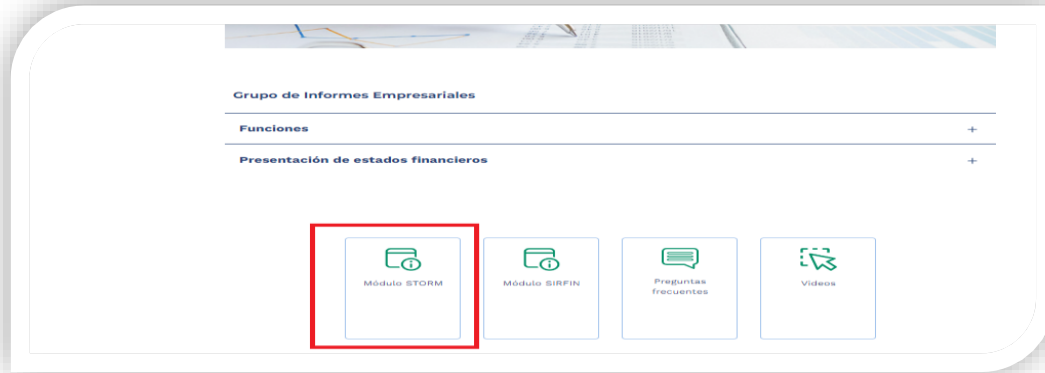 Grupo de Informes Empresariales
Funciones
Presentación de estados financieros
Módulo STORM
Módulo SIRFIN
Preguntas
frecuentes
Videos